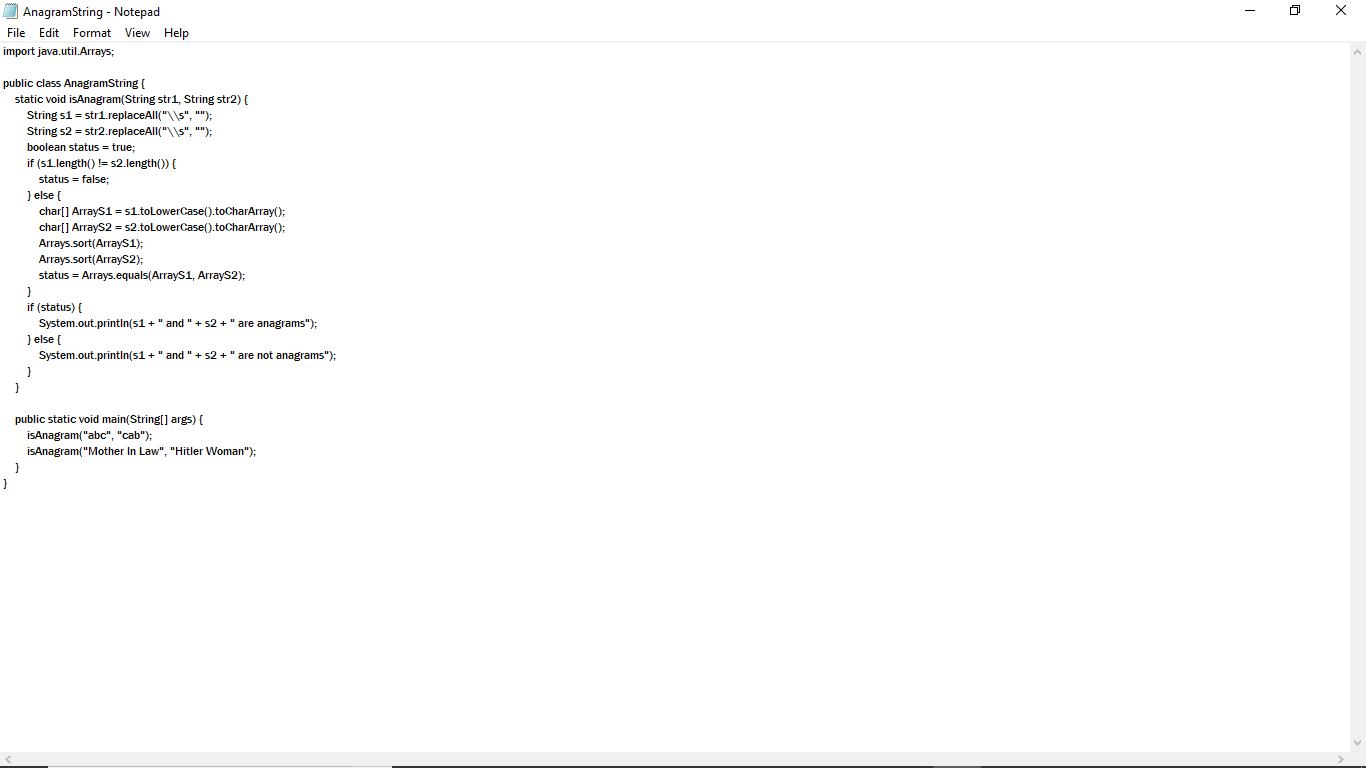 AnagramString - Notepad
File Edit Format View Help
import java.util.Arrays;
public class AnagramString {
static void isAnagram(String str1, String str2) {
String s1 = str1.replaceAll("\\s", "");
String s2 = str2.replaceAll("\\s", "");
boolean status = true;
if (s1.length() != s2.length()) {
status = false;
} else {
char[] ArrayS1 = s1.toLowerCase().toCharArray();
char[] ArrayS2 = s2.toLowerCase().toCharArray();
Arrays.sort(ArrayS1);
Arrays.sort(ArrayS2);
status = Arrays.equals(ArrayS1, ArrayS2);
}
if (status) {
System.out.println(s1 + " and " + s2 + " are anagrams");
} else {
System.out.println(s1 + " and " + s2 + " are not anagrams");
}
}
public static void main(String[] args) {
isAnagram("abc", "cab");
isAnagram("Mother In Law", "Hitler Woman");
}
}